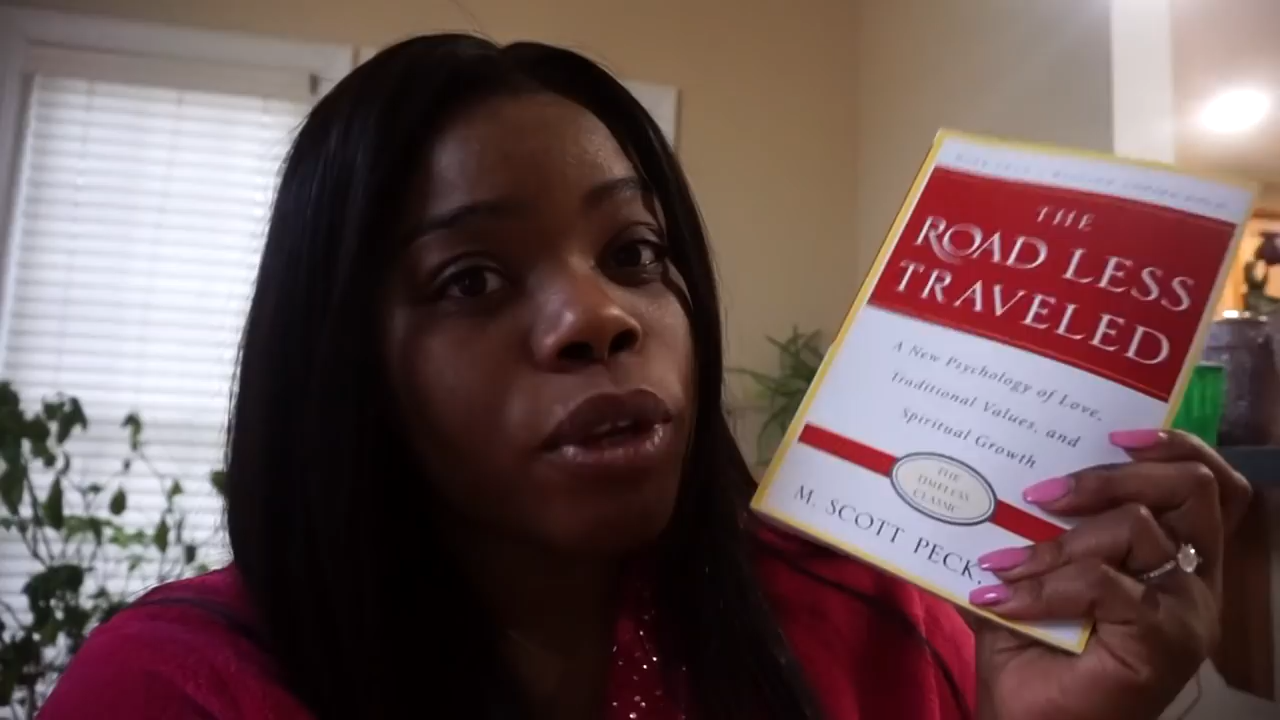 THE
ROAD LESS
TRAVELED
A New Psychology of Love,
Traditional Values, and
Spiritual Growth
THE
TIMELESS
CLASSIC
M. SCOTT PECK,